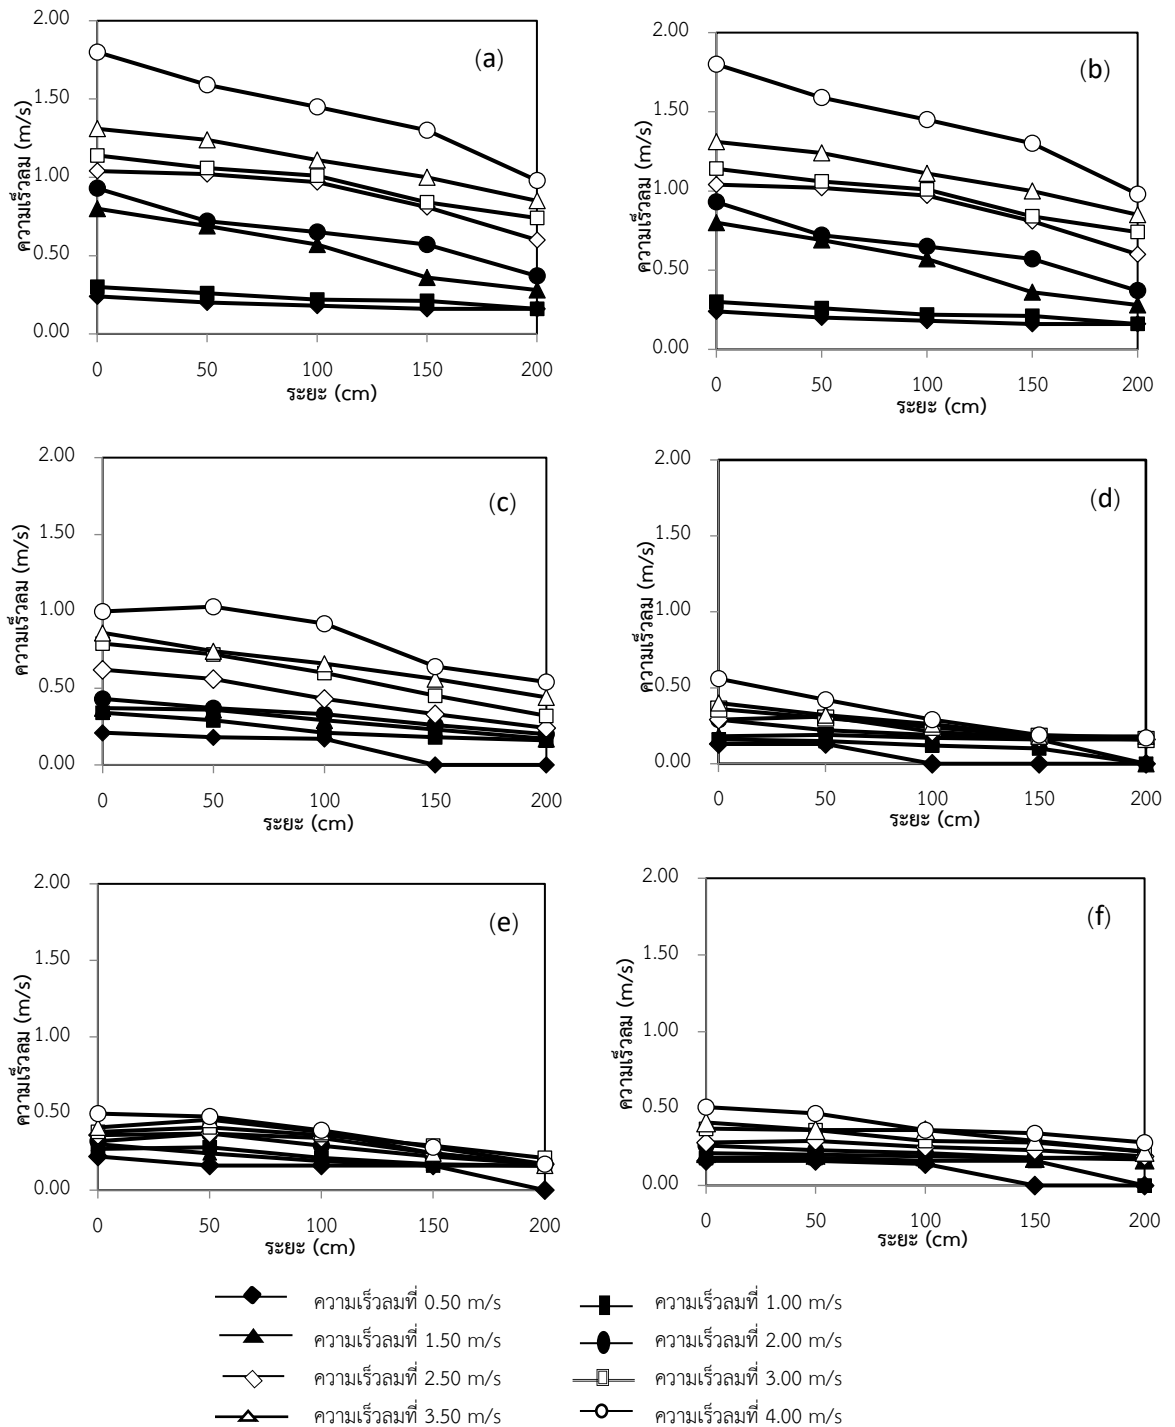 2.00
(a)
1.50
1.00
0.50
0.00
ความเร็วลม (m/s)
0 50 100 150 200
ระยะ (cm)
2.00
(b)
1.50
1.00
0.50
0.00
ความเร็วลม (m/s)
0 50 100 150 200
ระยะ (cm)
2.00
(c)
1.50
1.00
0.50
0.00
ความเร็วลม (m/s)
0 50 100 150 200
ระยะ (cm)
2.00
(d)
1.50
1.00
0.50
0.00
ความเร็วลม (m/s)
0 50 100 150 200
ระยะ (cm)
2.00
(e)
1.50
1.00
0.50
0.00
ความเร็วลม (m/s)
0 50 100 150 200
ระยะ (cm)
2.00
(f)
1.50
1.00
0.50
0.00
ความเร็วลม (m/s)
0 50 100 150 200
ระยะ (cm)
ความเร็วลมที่ 0.50 m/s
ความเร็วลมที่ 1.00 m/s
ความเร็วลมที่ 1.50 m/s
ความเร็วลมที่ 2.00 m/s
ความเร็วลมที่ 2.50 m/s
ความเร็วลมที่ 3.00 m/s
ความเร็วลมที่ 3.50 m/s
ความเร็วลมที่ 4.00 m/s